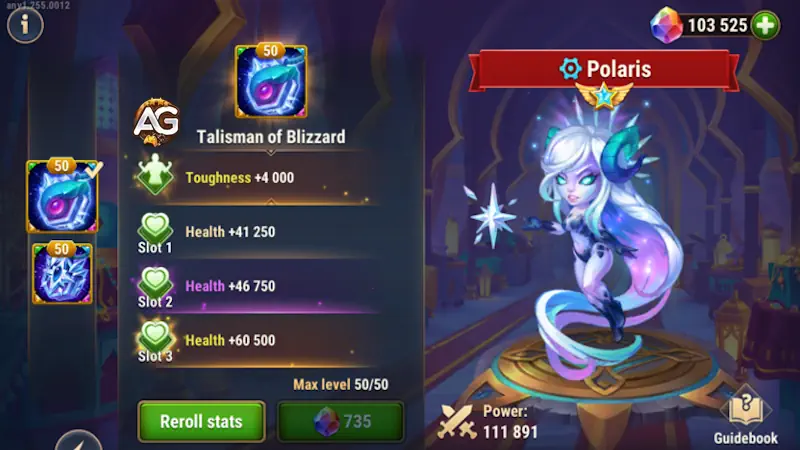 anv1.255.0012
i
103 525
50
Polaris
AG
Talisman of Blizzard
50
Toughness +4 000
Health +41 250
Slot 1
50
Health +46 750
Slot 2
Health +60 500
Slot 3
Max level 50/50
Reroll stats
735
Power:
111 891
?
Guidebook